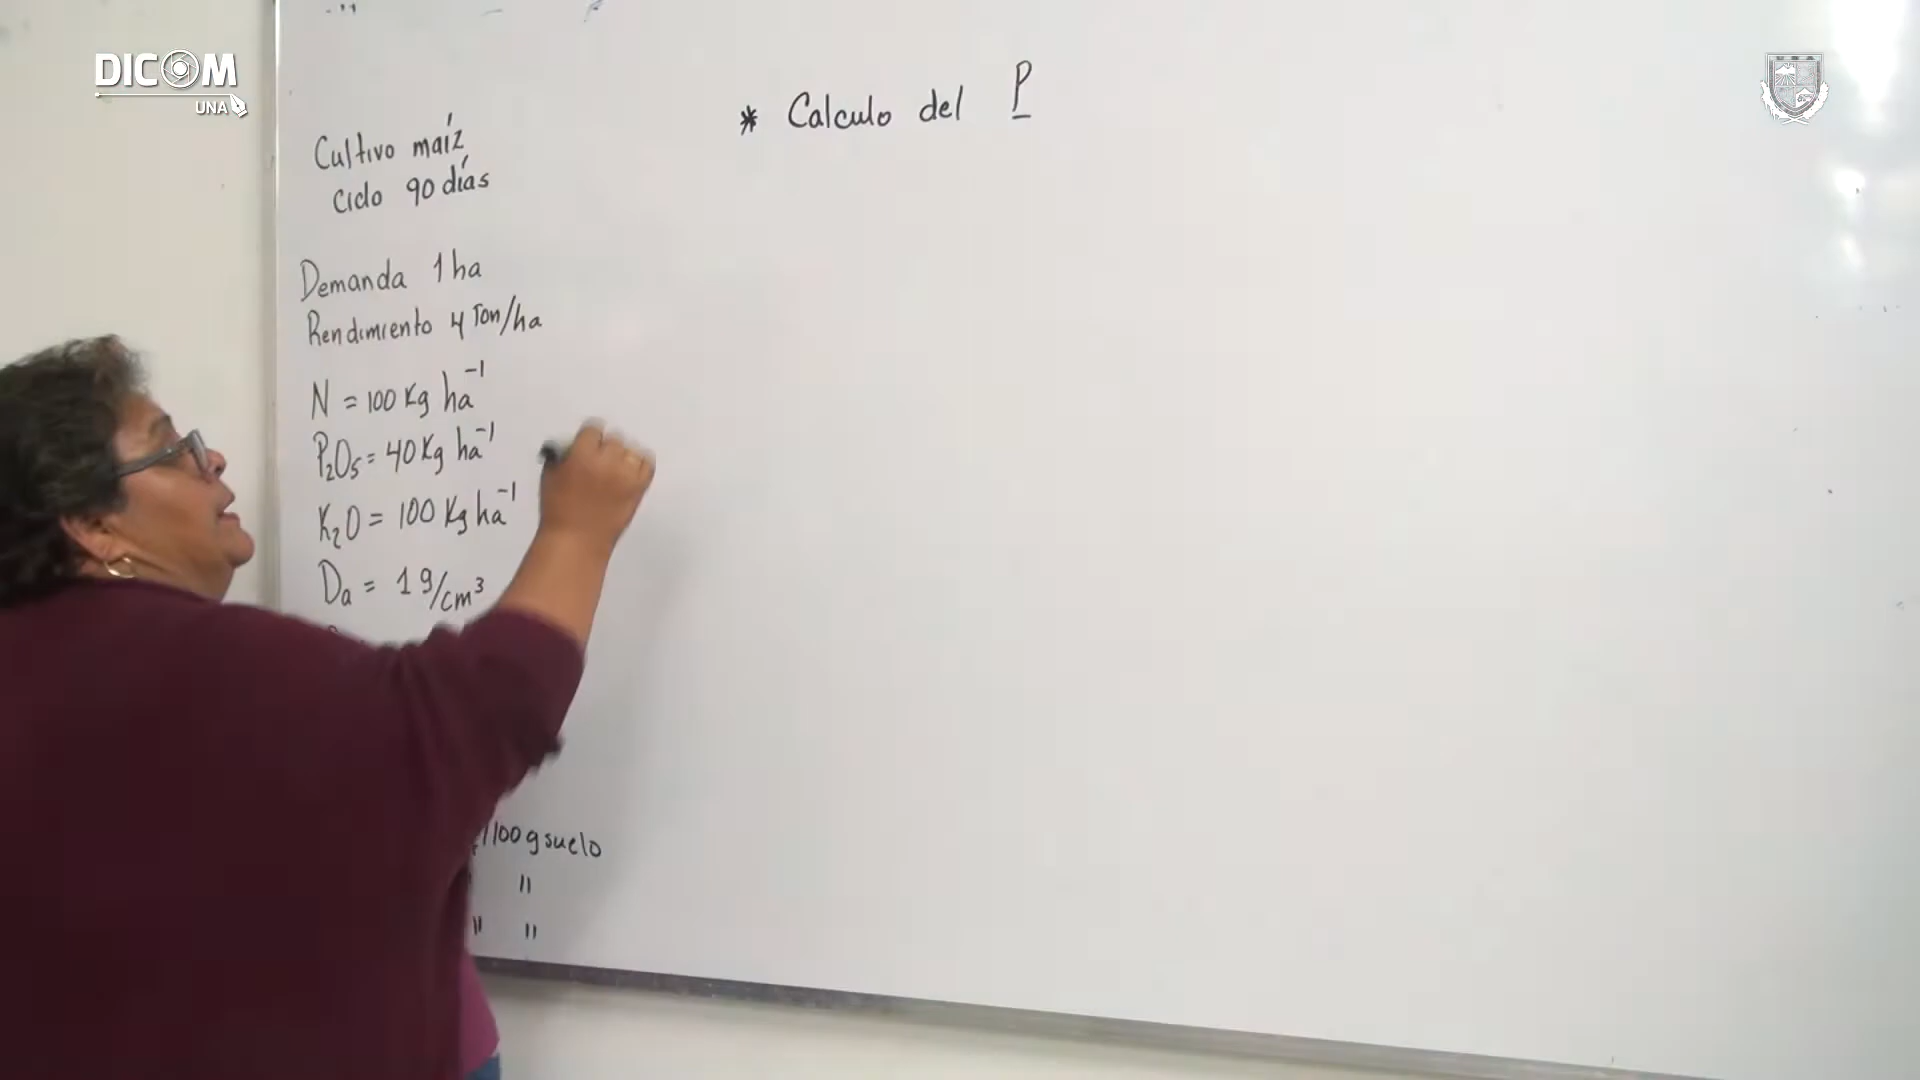 DICOM
UNA
* Calculo del P
Cultivo maíz
Ciclo 90 días
Demanda 1 ha
Rendimiento 4 Ton/ha
N = 100 Kg ha⁻¹
P₂O₅ = 40 Kg ha⁻¹
K₂O = 100 Kg ha⁻¹
Da = 1 g/cm³
/100 g suelo
"
" "